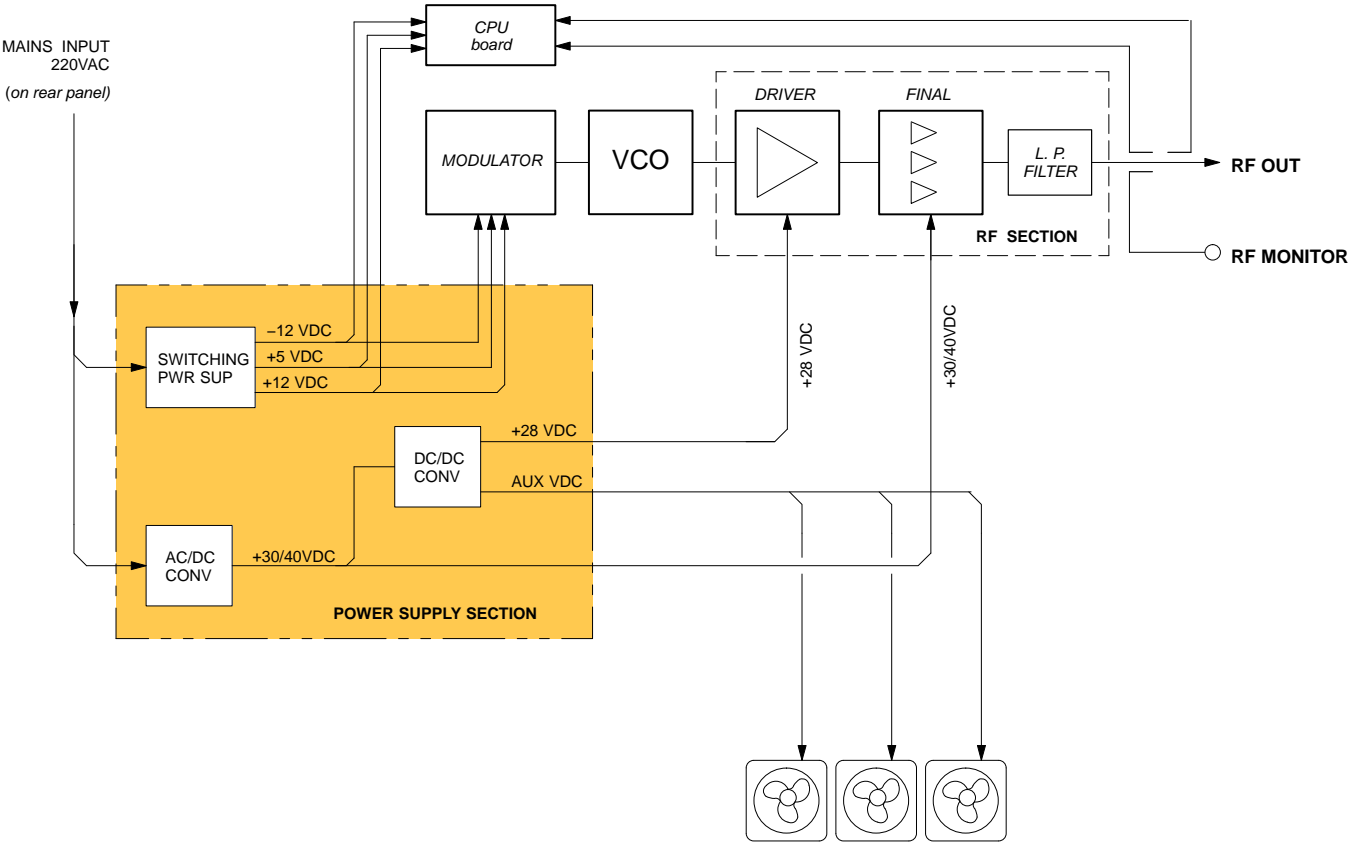 MAINS INPUT
220VAC
(on rear panel)
CPU
board
DRIVER
FINAL
MODULATOR
VCO
L. P.
FILTER
RF OUT
RF SECTION
RF MONITOR
SWITCHING
PWR SUP
–12 VDC
+5 VDC
+12 VDC
+28 VDC
+30/40VDC
DC/DC
CONV
+28 VDC
AUX VDC
AC/DC
CONV
+30/40VDC
POWER SUPPLY SECTION